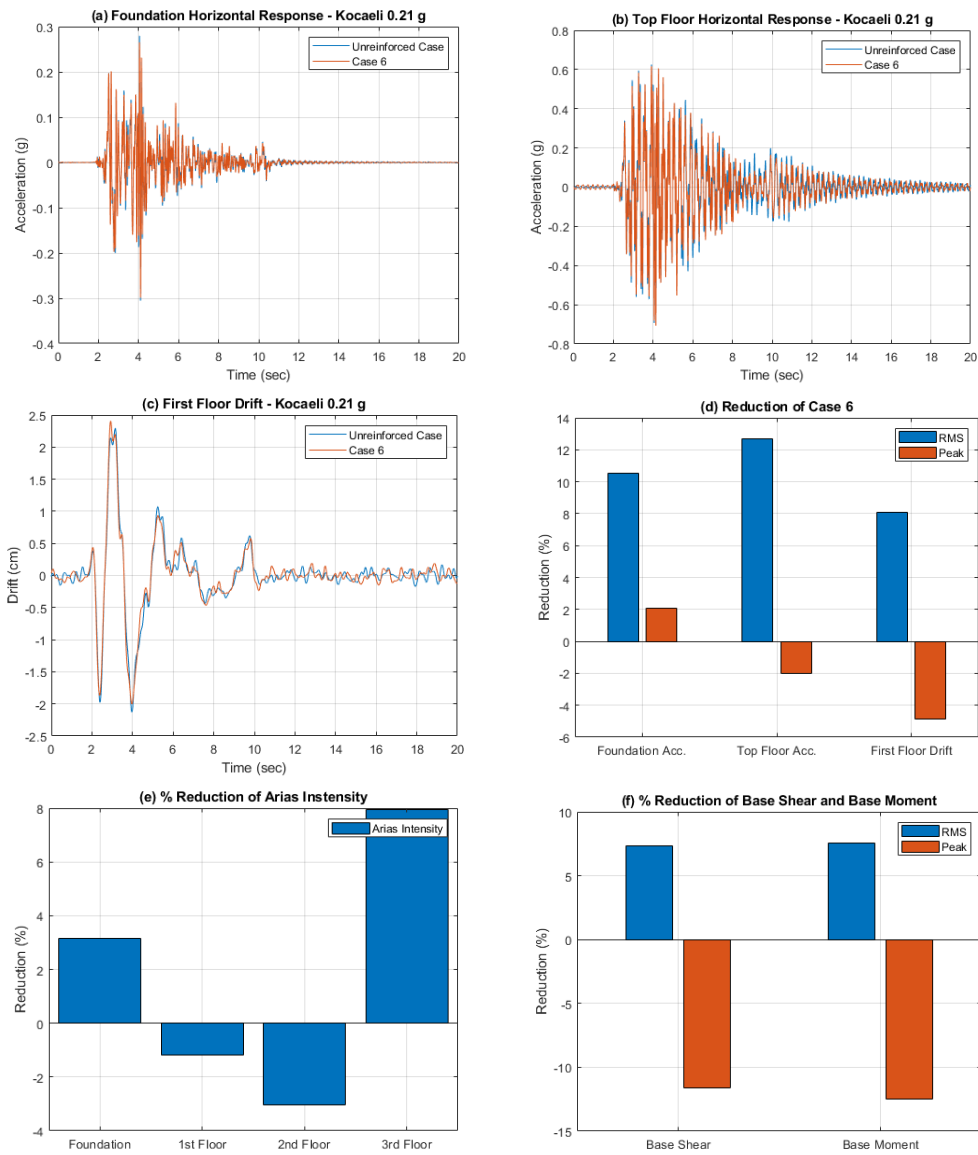 (a) Foundation Horizontal Response - Kocaeli 0.21 g
0.3
0.2
0.1
0
-0.1
-0.2
-0.3
-0.4
Acceleration (g)
Unreinforced Case
Case 6
0 2 4 6 8 10 12 14 16 18 20
Time (sec)
(b) Top Floor Horizontal Response - Kocaeli 0.21 g
0.8
0.6
0.4
0.2
0
-0.2
-0.4
-0.6
-0.8
Acceleration (g)
Unreinforced Case
Case 6
0 2 4 6 8 10 12 14 16 18 20
Time (sec)
(c) First Floor Drift - Kocaeli 0.21 g
2.5
2
1.5
1
0.5
0
-0.5
-1
-1.5
-2
-2.5
Drift (cm)
Unreinforced Case
Case 6
0 2 4 6 8 10 12 14 16 18 20
Time (sec)
(d) Reduction of Case 6
14
12
10
8
6
4
2
0
-2
-4
-6
Reduction (%)
RMS
Peak
Foundation Acc. Top Floor Acc. First Floor Drift
(e) % Reduction of Arias Instensity
8
6
4
2
0
-2
-4
Reduction (%)
Arias Intensity
Foundation 1st Floor 2nd Floor 3rd Floor
(f) % Reduction of Base Shear and Base Moment
10
5
0
-5
-10
-15
Reduction (%)
RMS
Peak
Base Shear Base Moment